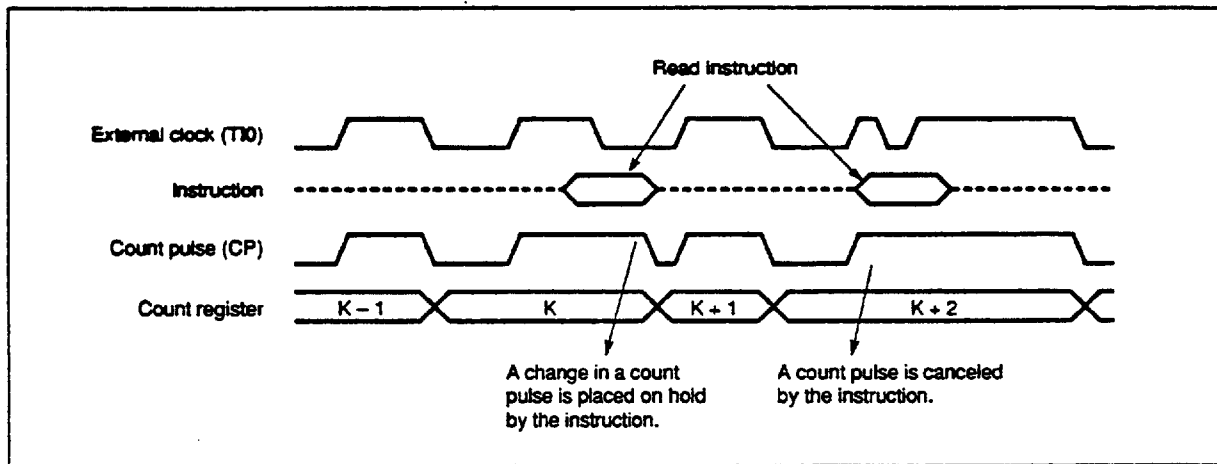 Read instruction
External clock (TI0)
Instruction
Count pulse (CP)
Count register
K – 1
K
K + 1
K + 2
A change in a count
pulse is placed on hold
by the instruction.
A count pulse is canceled
by the instruction.